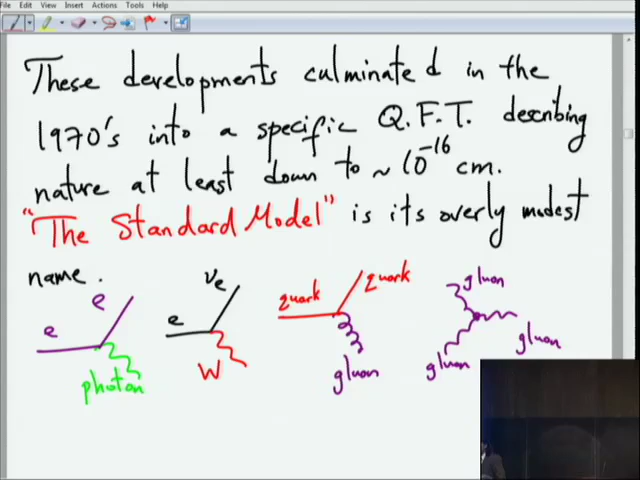 File Edit View Insert Actions Tools Help
These developments culminated in the
1970's into a specific Q.F.T. describing
nature at least down to ~ 10^-16 cm.
"The Standard Model" is its overly modest
name.
e e photon
e νe W
quark quark gluon
gluon gluon gluon